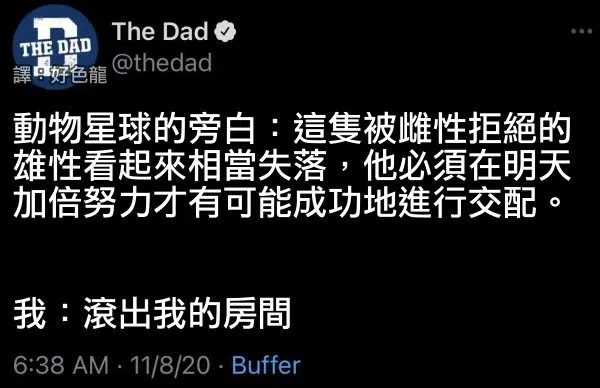 THE DAD
The Dad
譯：好色龍
@thedad
動物星球的旁白：這隻被雌性拒絕的
雄性看起來相當失落，他必須在明天
加倍努力才有可能成功地進行交配。
我：滾出我的房間
6:38 AM · 11/8/20 · Buffer